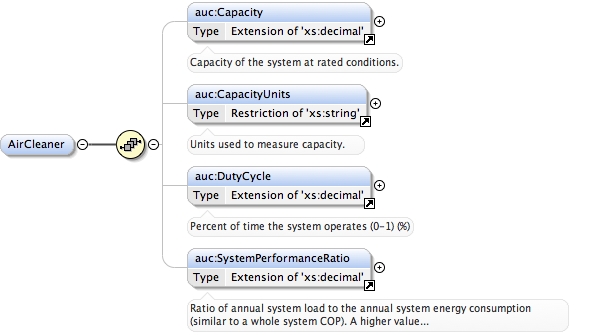 auc:Capacity
Type Extension of 'xs:decimal'
Capacity of the system at rated conditions.
auc:CapacityUnits
Type Restriction of 'xs:string'
Units used to measure capacity.
AirCleaner
auc:DutyCycle
Type Extension of 'xs:decimal'
Percent of time the system operates (0-1) (%)
auc:SystemPerformanceRatio
Type Extension of 'xs:decimal'
Ratio of annual system load to the annual system energy consumption
(similar to a whole system COP). A higher value...